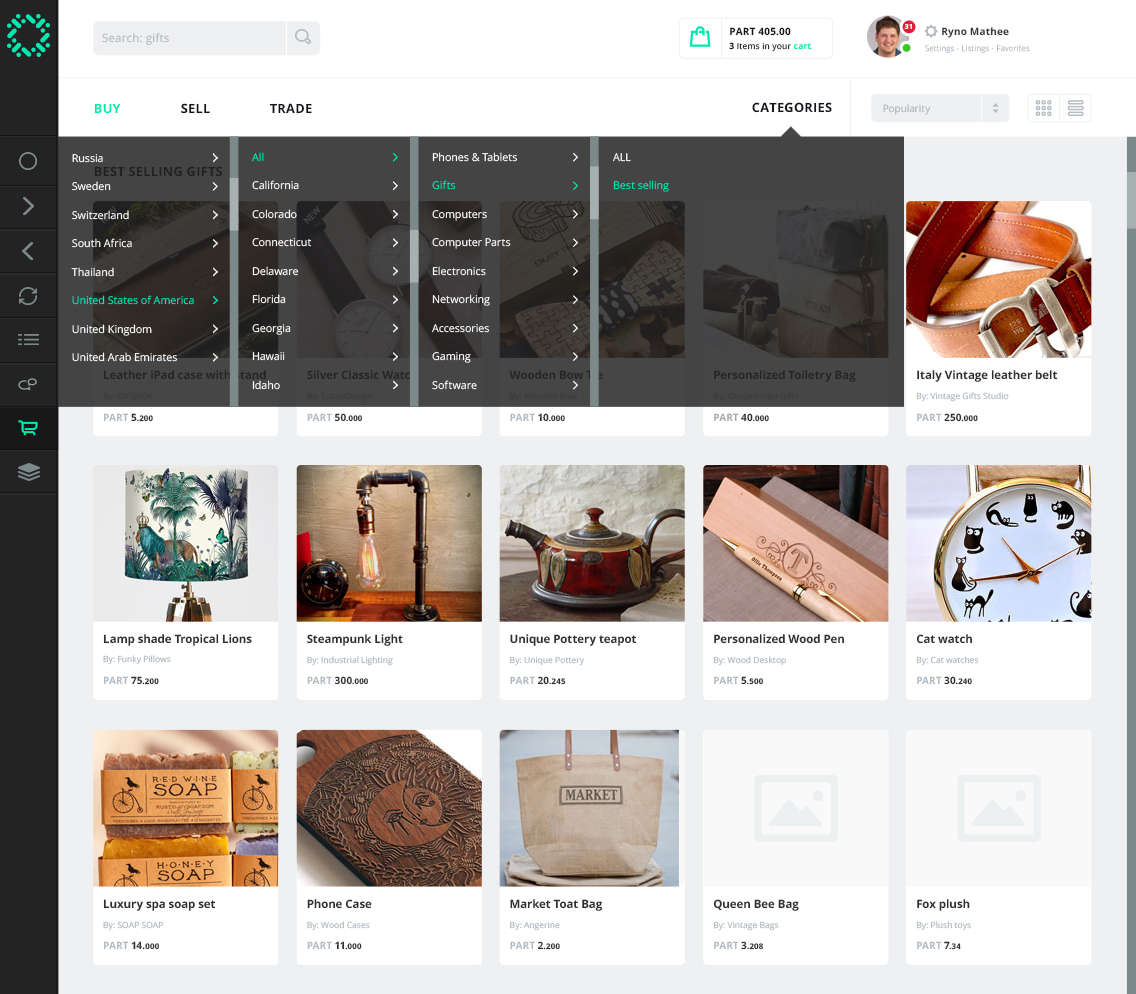 Search: gifts
PART 405.00
3 Items in your cart
31
Ryno Mathee
Settings - Listings - Favorites
BUY
SELL
TRADE
CATEGORIES
Popularity
BEST SELLING GIFTS
Russia
Sweden
Switzerland
South Africa
Thailand
United States of America
United Kingdom
United Arab Emirates
All
California
Colorado
Connecticut
Delaware
Florida
Georgia
Hawaii
Idaho
Phones & Tablets
Gifts
Computers
Computer Parts
Electronics
Networking
Accessories
Gaming
Software
ALL
Best selling
NEW
ENJOY
125
110
Leather iPad case with stand
PART 5.200
Silver Classic Watc
PART 50.000
Wooden Bow Tie
By: Wooden Bow
PART 10.000
Personalized Toiletry Bag
PART 40.000
Italy Vintage leather belt
By: Vintage Gifts Studio
PART 250.000
Lamp shade Tropical Lions
By: Funky Pillows
PART 75.200
Steampunk Light
By: Industrial Lighting
PART 300.000
Unique Pottery teapot
By: Unique Pottery
PART 20.245
T
Olis Thompson
Personalized Wood Pen
By: Wood Desktop
PART 5.500
Cat watch
By: Cat watches
PART 30.240
RED WINE
SOAP
HONEY
SOAP
Luxury spa soap set
By: SOAP SOAP
PART 14.000
Phone Case
By: Wood Cases
PART 11.000
MARKET
Market Toat Bag
By: Angerine
PART 2.200
Queen Bee Bag
By: Vintage Bags
PART 3.208
Fox plush
By: Plush toys
PART 7.34